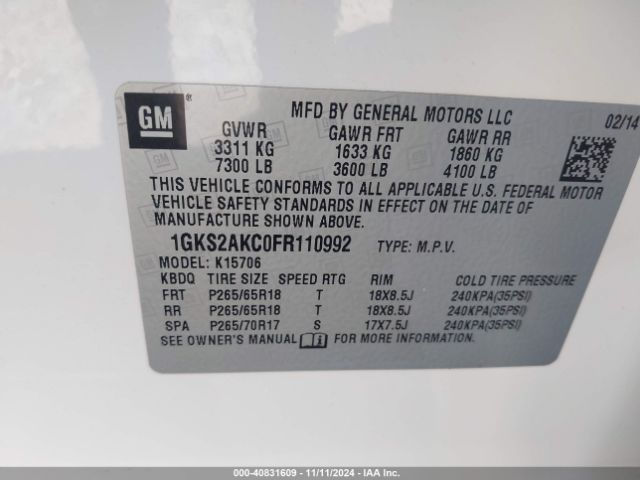 GM
®
MFD BY GENERAL MOTORS LLC
02/14
GVWR GAWR FRT GAWR RR
3311 KG 1633 KG 1860 KG
7300 LB 3600 LB 4100 LB
THIS VEHICLE CONFORMS TO ALL APPLICABLE U.S. FEDERAL MOTOR
VEHICLE SAFETY STANDARDS IN EFFECT ON THE DATE OF
MANUFACTURE SHOWN ABOVE.
1GKS2AKC0FR110992 TYPE: M.P.V.
MODEL: K15706
KBDQ TIRE SIZE SPEED RTG RIM COLD TIRE PRESSURE
FRT P265/65R18 T 18X8.5J 240KPA(35PSI)
RR P265/65R18 T 18X8.5J 240KPA(35PSI)
SPA P265/70R17 S 17X7.5J 240KPA(35PSI)
SEE OWNER'S MANUAL FOR MORE INFORMATION
000-40831609 - 11/11/2024 - IAA Inc.